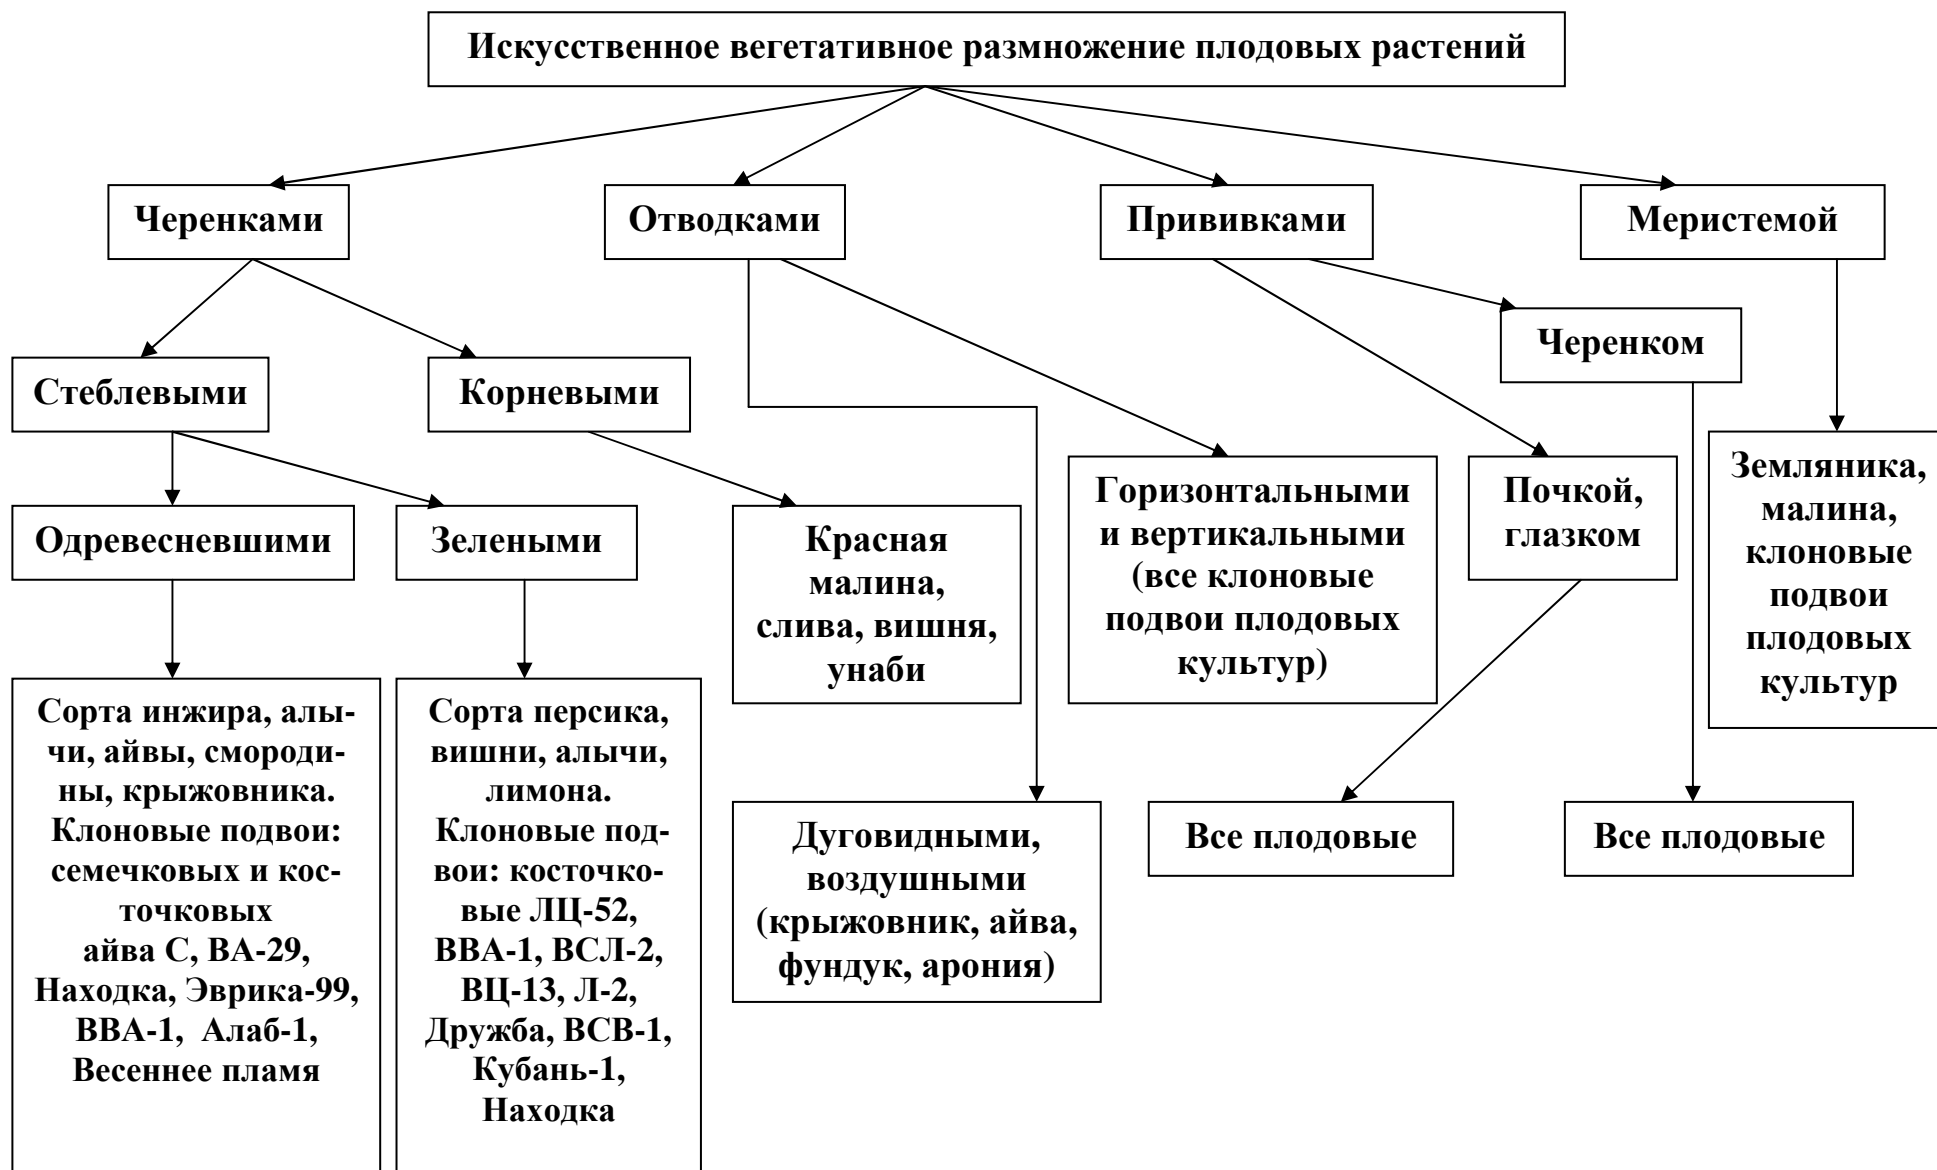 Искусственное вегетативное размножение плодовых растений
Черенками
Отводками
Прививками
Меристемой
Черенком
Стеблевыми
Корневыми
Одревесневшими
Зелеными
Красная
малина,
слива, вишня,
унаби
Горизонтальными
и вертикальными
(все клоновые
подвои плодовых
культур)
Почкой,
глазком
Земляника,
малина,
клоновые
подвои
плодовых
культур
Сорта инжира, алы-
чи, айвы, смороди-
ны, крыжовника.
Клоновые подвои:
семечковых и кос-
точковых
айва С, ВА-29,
Находка, Эврика-99,
ВВА-1, Алаб-1,
Весеннее пламя
Сорта персика,
вишни, алычи,
лимона.
Клоновые под-
вои: косточко-
вые ЛЦ-52,
ВВА-1, ВСЛ-2,
ВЦ-13, Л-2,
Дружба, ВСВ-1,
Кубань-1,
Находка
Дуговидными,
воздушными
(крыжовник, айва,
фундук, арония)
Все плодовые
Все плодовые